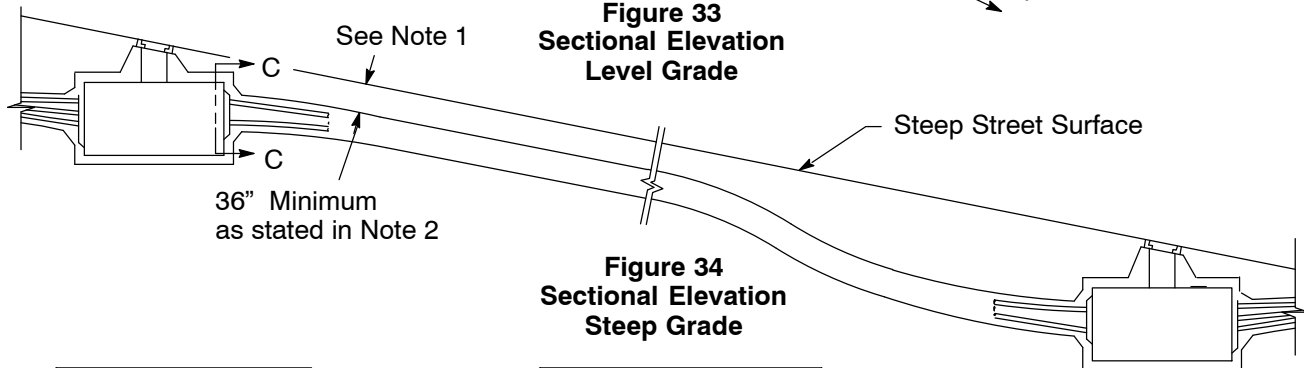 Figure 33
Sectional Elevation
Level Grade
See Note 1
C
C
Steep Street Surface
36” Minimum
as stated in Note 2
Figure 34
Sectional Elevation
Steep Grade